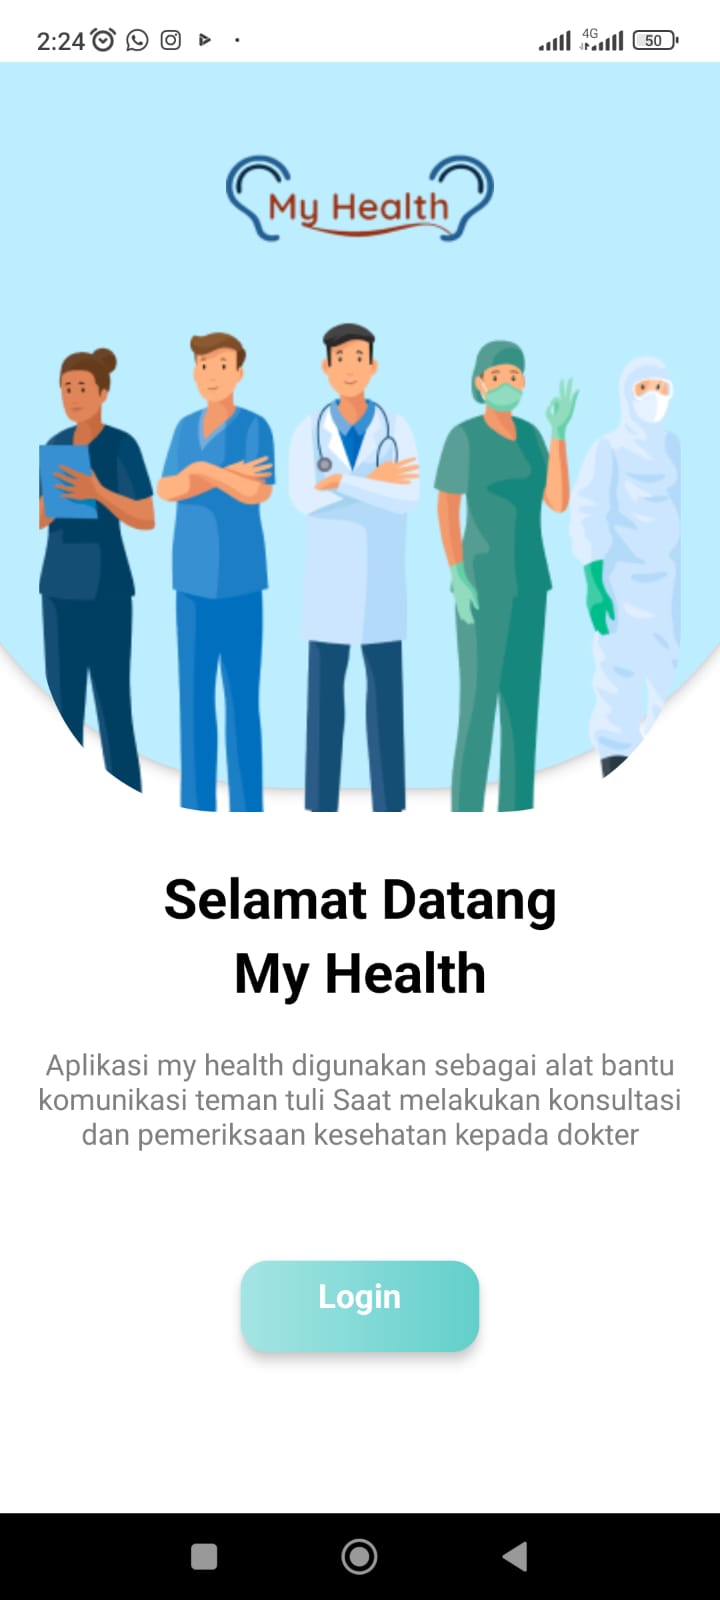 2:24
4G
50
My Health
Selamat Datang
My Health
Aplikasi my health digunakan sebagai alat bantu
komunikasi teman tuli Saat melakukan konsultasi
dan pemeriksaan kesehatan kepada dokter
Login